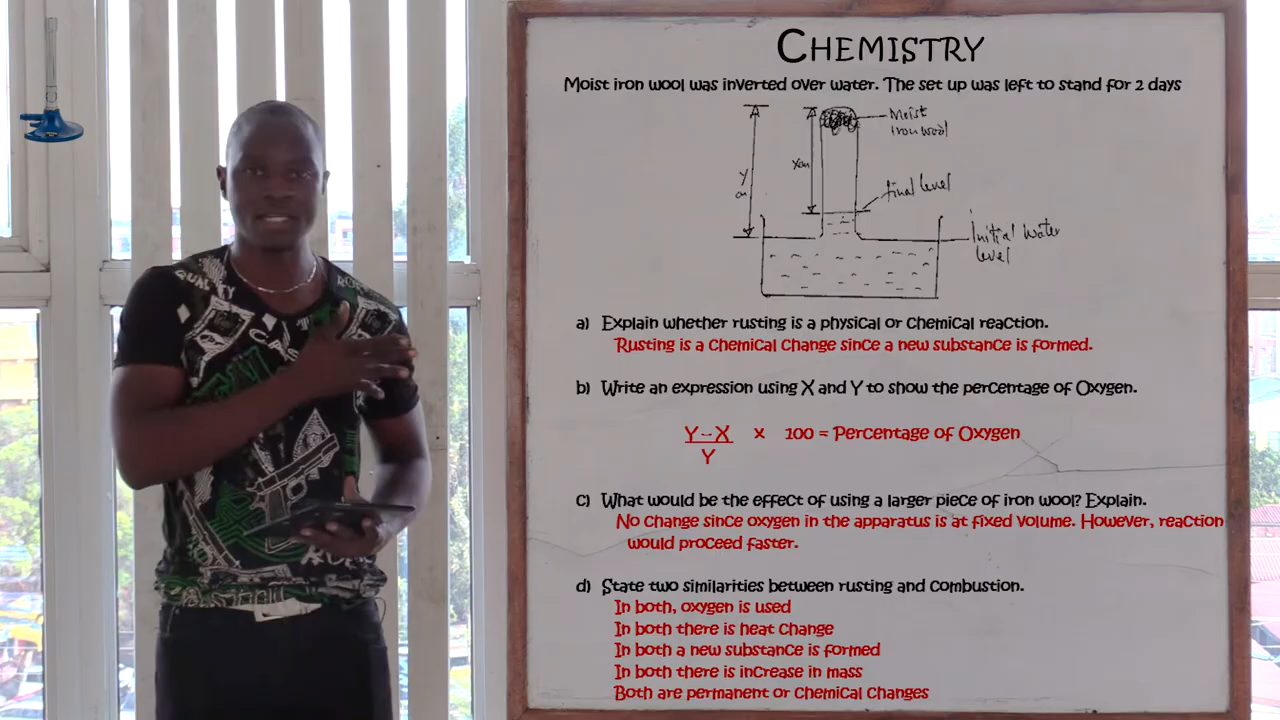 CHEMISTRY
Moist iron wool was inverted over water. The set up was left to stand for 2 days
Moist
iron wool
X cm
Y
cm
final level
Initial water
level
a) Explain whether rusting is a physical or chemical reaction.
Rusting is a chemical change since a new substance is formed.
b) Write an expression using X and Y to show the percentage of Oxygen.
Y - X x 100 = Percentage of Oxygen
Y
c) What would be the effect of using a larger piece of iron wool? Explain.
No change since oxygen in the apparatus is at fixed volume. However, reaction
would proceed faster.
d) State two similarities between rusting and combustion.
In both, oxygen is used
In both there is heat change
In both a new substance is formed
In both there is increase in mass
Both are permanent or chemical changes
QUALITY